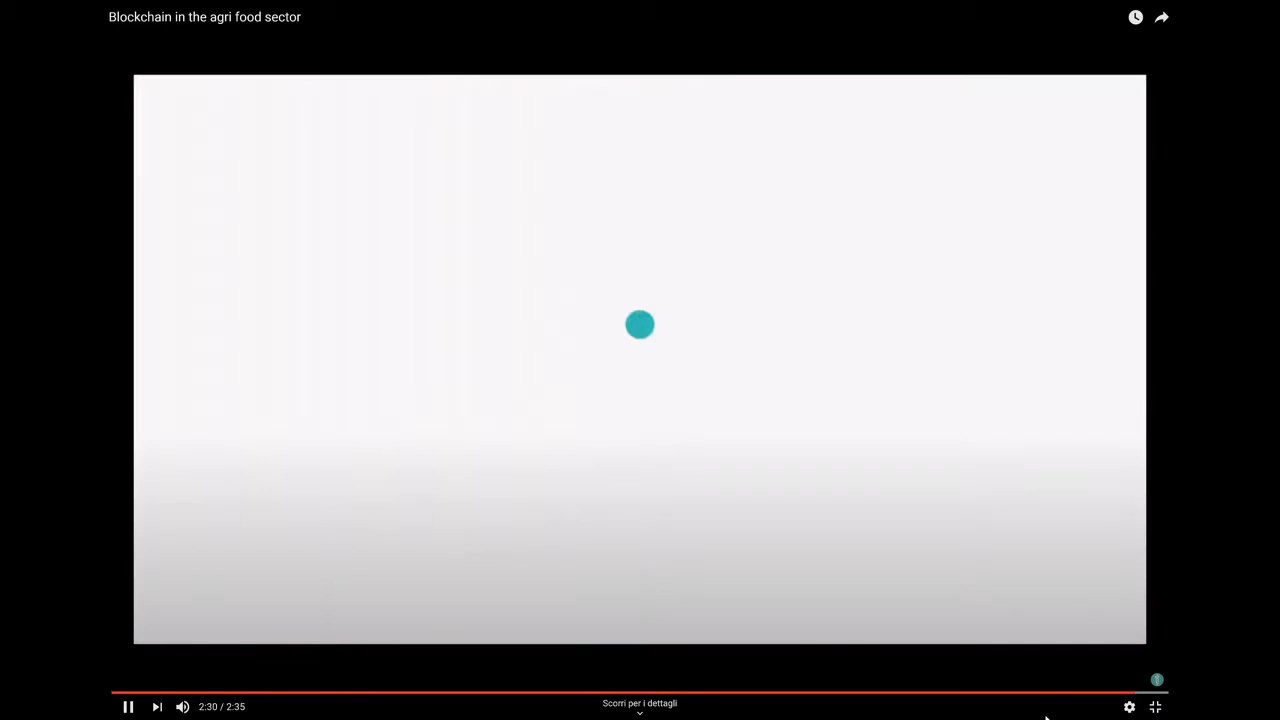 Blockchain in the agri food sector
Scorri per i dettagli
2:30 / 2:35